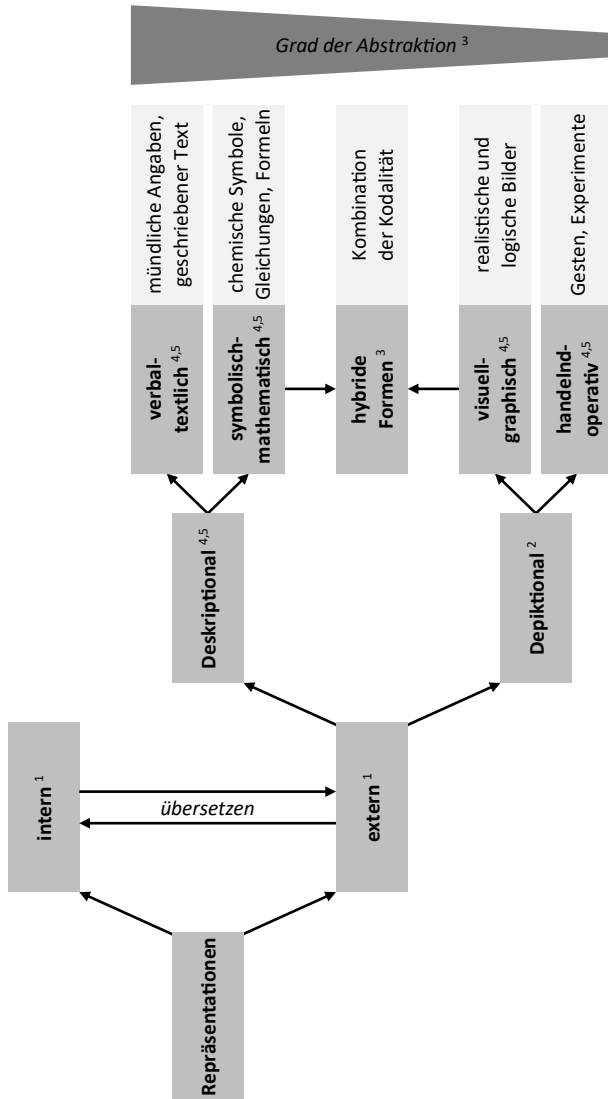 Repräsentationen
intern ¹
übersetzen
extern ¹
Deskriptional ⁴,⁵
Depiktional ²
verbal-
textlich ⁴,⁵
mündliche Angaben,
geschriebener Text
symbolisch-
mathematisch ⁴,⁵
chemische Symbole,
Gleichungen, Formeln
hybride
Formen ³
Kombination
der Kodalität
visuell-
graphisch ⁴,⁵
realistische und
logische Bilder
handelnd-
operativ ⁴,⁵
Gesten, Experimente
Grad der Abstraktion ³